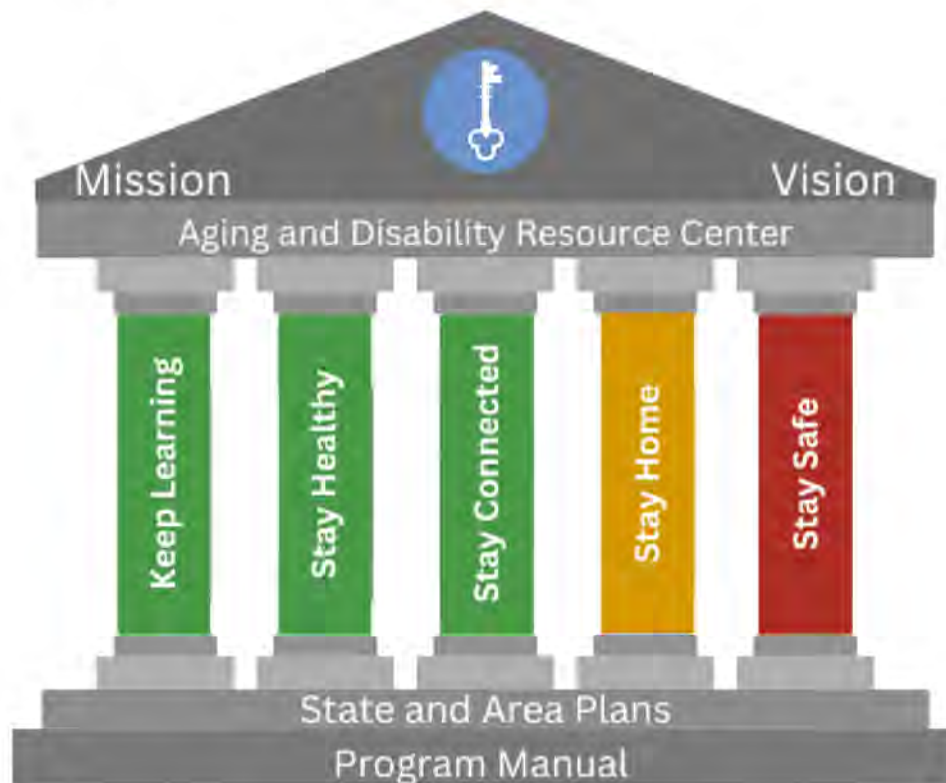 Mission
Vision
Aging and Disability Resource Center
Keep Learning
Stay Healthy
Stay Connected
Stay Home
Stay Safe
State and Area Plans
Program Manual